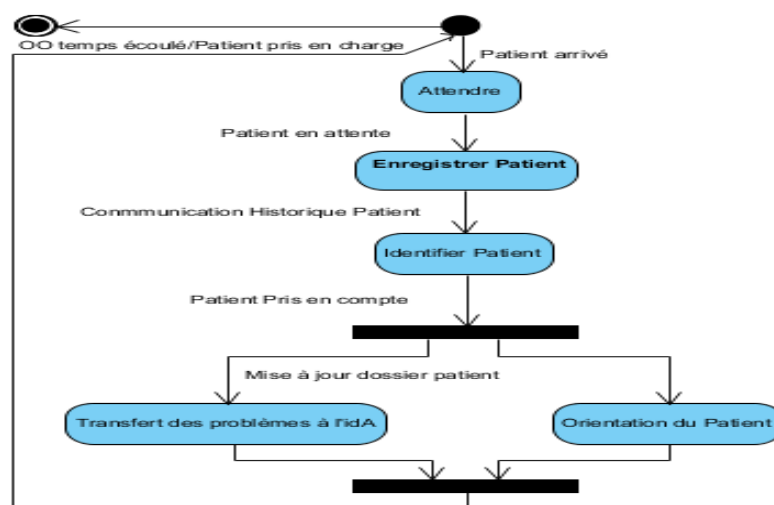 OO temps écoulé/Patient pris en charge
Patient arrivé
Attendre
Patient en attente
Enregistrer Patient
Conmmunication Historique Patient
Identifier Patient
Patient Pris en compte
Mise à jour dossier patient
Transfert des problèmes à l'idA
Orientation du Patient